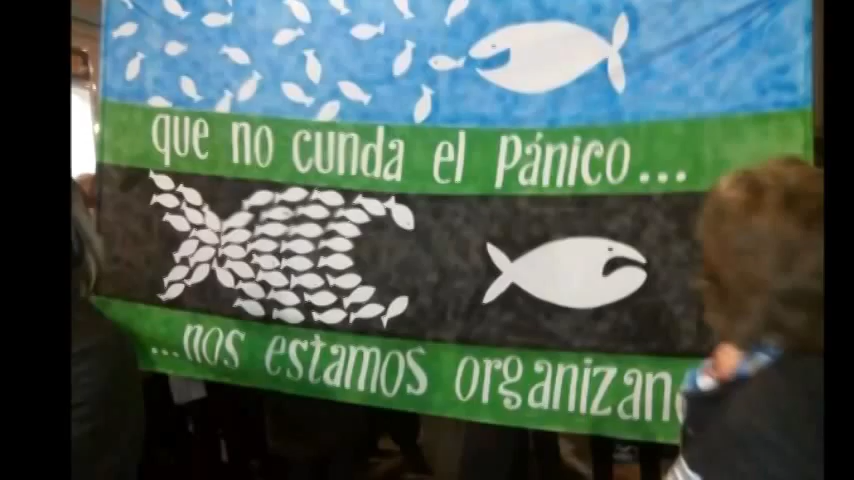 que no cunda el pánico...
...nos estamos organizan